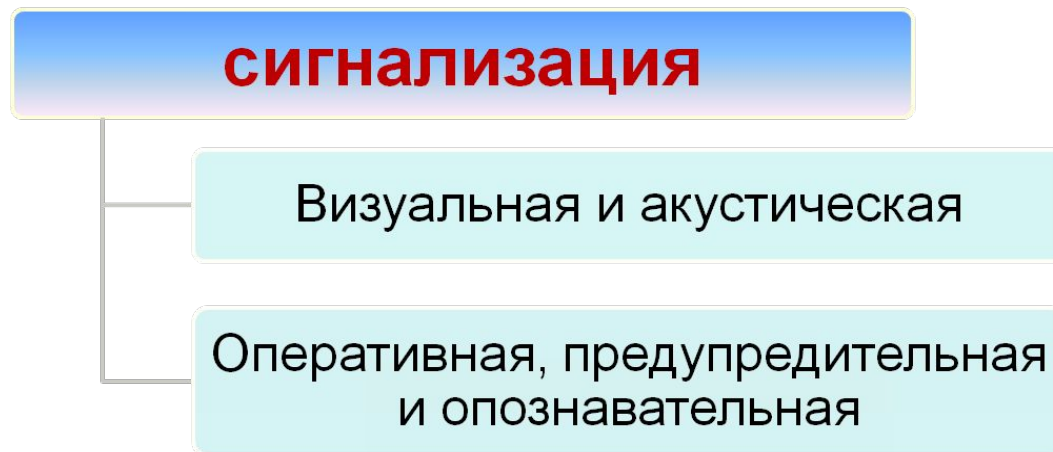 сигнализация
Визуальная и акустическая
Оперативная, предупредительная
и опознавательная